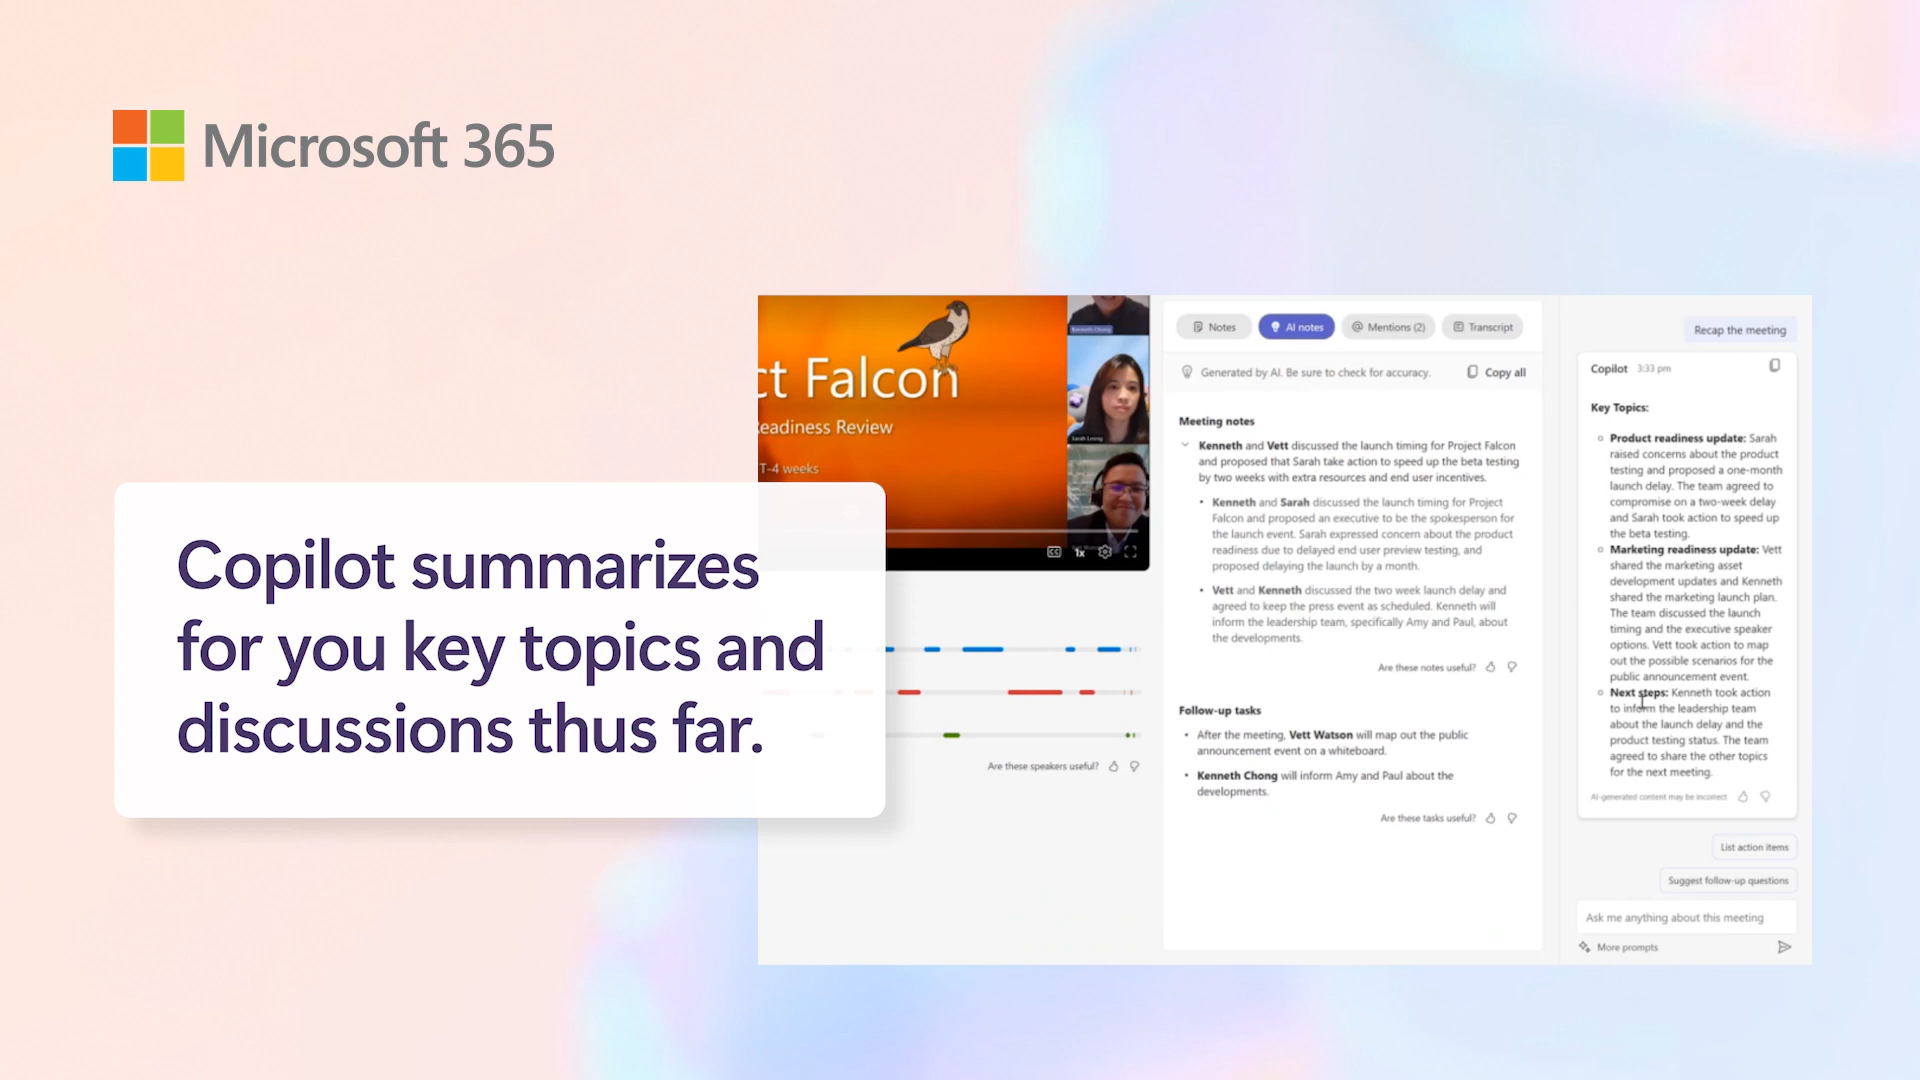 Microsoft 365
Copilot summarizes
for you key topics and
discussions thus far.
ct Falcon
eadiness Review
T-4 weeks
Kenneth Chong
Sarah Leong
1x
Are these speakers useful?
Notes
AI notes
Mentions (2)
Transcript
Generated by AI. Be sure to check for accuracy.
Copy all
Meeting notes
Kenneth and Vett discussed the launch timing for Project Falcon
and proposed that Sarah take action to speed up the beta testing
by two weeks with extra resources and end user incentives.
• Kenneth and Sarah discussed the launch timing for Project
Falcon and proposed an executive to be the spokesperson for
the launch event. Sarah expressed concern about the product
readiness due to delayed end user preview testing, and
proposed delaying the launch by a month.
• Vett and Kenneth discussed the two week launch delay and
agreed to keep the press event as scheduled. Kenneth will
inform the leadership team, specifically Amy and Paul, about
the developments.
Are these notes useful?
Follow-up tasks
• After the meeting, Vett Watson will map out the public
announcement event on a whiteboard.
• Kenneth Chong will inform Amy and Paul about the
developments.
Are these tasks useful?
Recap the meeting
Copilot 3:33 pm
Key Topics:
Product readiness update: Sarah
raised concerns about the product
testing and proposed a one-month
launch delay. The team agreed to
compromise on a two-week delay
and Sarah took action to speed up
the beta testing.
Marketing readiness update: Vett
shared the marketing asset
development updates and Kenneth
shared the marketing launch plan.
The team discussed the launch
timing and the executive speaker
options. Vett took action to map
out the possible scenarios for the
public announcement event.
Next steps: Kenneth took action
to inform the leadership team
about the launch delay and the
product testing status. The team
agreed to share the other topics
for the next meeting.
AI-generated content may be incorrect
List action items
Suggest follow-up questions
Ask me anything about this meeting
More prompts